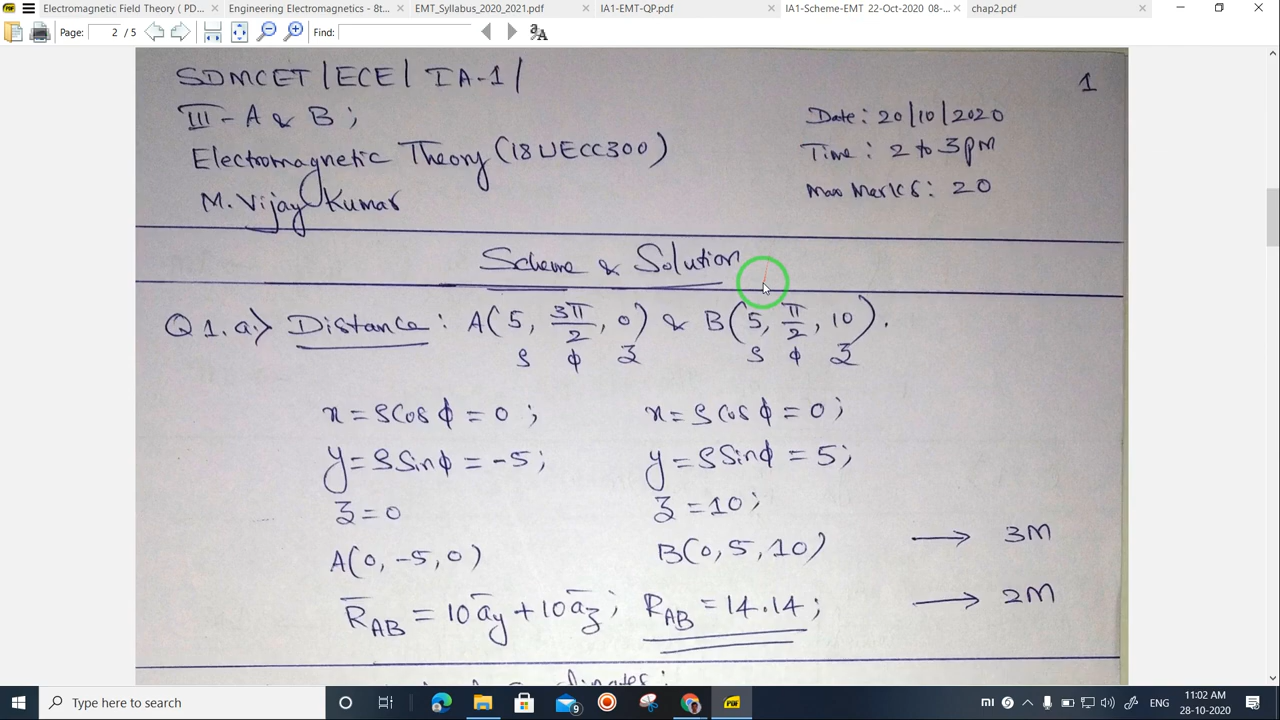 Electromagnetic Field Theory ( PD... × Engineering Electromagnetics - 8t... × EMT_Syllabus_2020_2021.pdf × IA1-EMT-QP.pdf × IA1-Scheme-EMT 22-Oct-2020 08-... × chap2.pdf ×
Page: 2 / 5 Find:
SDMCET | ECE | IA-1 | 1
III - A & B ;
Date: 20/10/2020
Electromagnetic Theory (18UECC300)
Time: 2 to 3 pm
M. Vijay Kumar
Max Marks: 20
Scheme & Solution
Q 1. a.) Distance: A(5, 3π/2, 0) & B(5, π/2, 10).
ρ ϕ z ρ ϕ z
x = ρ cos ϕ = 0 ; x = ρ cos ϕ = 0 ;
y = ρ sin ϕ = -5 ; y = ρ sin ϕ = 5 ;
z = 0 z = 10 ;
A(0, -5, 0) B(0, 5, 10) → 3M
R̅AB = 10 a̅y + 10 a̅z ; RAB = 14.14 ; → 2M
Type here to search
9
ENG
11:02 AM
28-10-2020